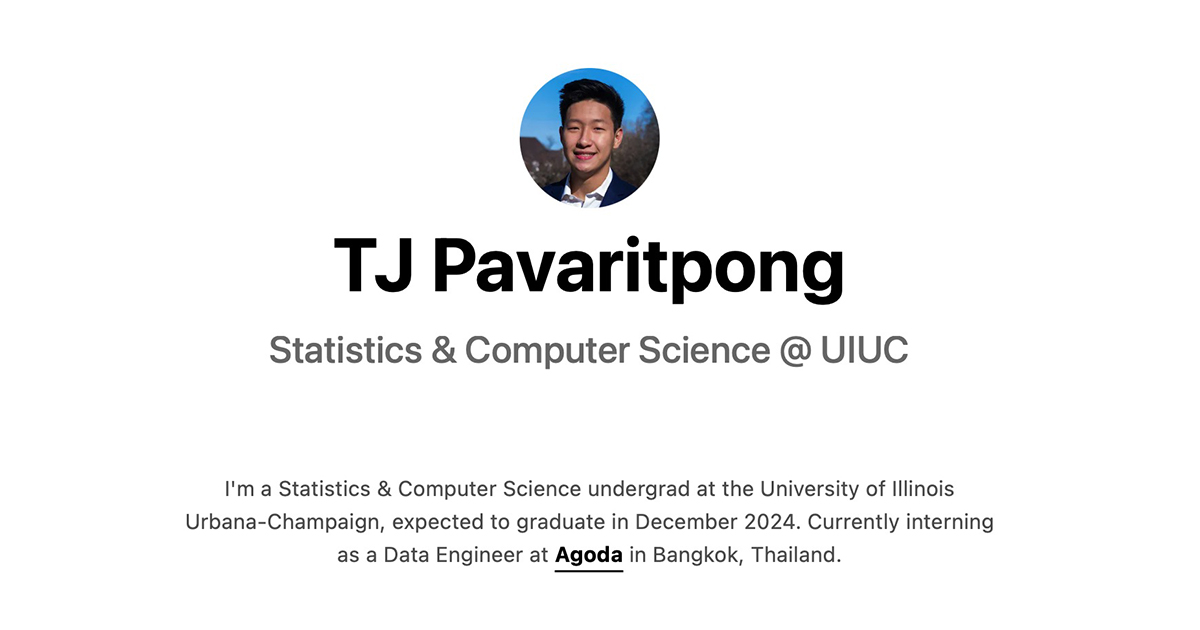 TJ Pavaritpong
Statistics & Computer Science @ UIUC
I'm a Statistics & Computer Science undergrad at the University of Illinois
Urbana-Champaign, expected to graduate in December 2024. Currently interning
as a Data Engineer at Agoda in Bangkok, Thailand.